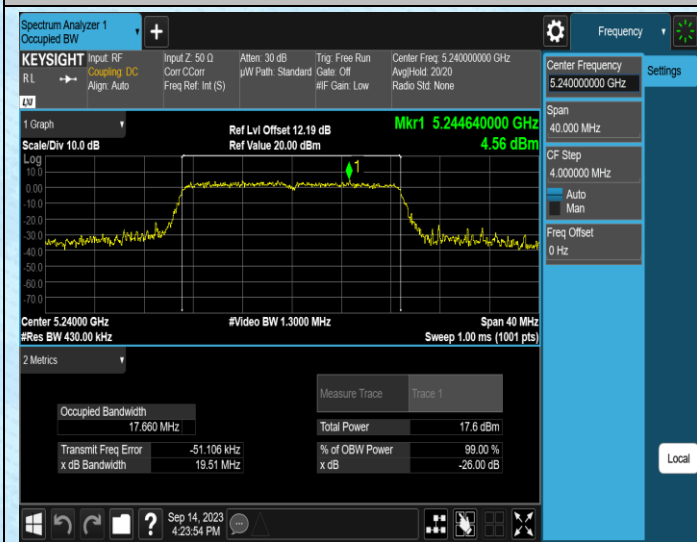 Spectrum Analyzer 1
Occupied BW
+
Frequency
KEYSIGHT
RL
LXI
Input: RF
Coupling: DC
Align: Auto
Input Z: 50 Ω
Corr CCorr
Freq Ref: Int (S)
Atten: 30 dB
µW Path: Standard
Trig: Free Run
Gate: Off
#IF Gain: Low
Center Freq: 5.240000000 GHz
Avg|Hold: 20/20
Radio Std: None
Center Frequency
5.240000000 GHz
Settings
Span
40.000 MHz
CF Step
4.000000 MHz
Auto
Man
Freq Offset
0 Hz
Local
1 Graph
Scale/Div 10.0 dB
Ref Lvl Offset 12.19 dB
Ref Value 20.00 dBm
Mkr1 5.244640000 GHz
4.56 dBm
Log
10.0
0.00
-10.0
-20.0
-30.0
-40.0
-50.0
-60.0
-70.0
1
Center 5.24000 GHz
#Res BW 430.00 kHz
#Video BW 1.3000 MHz
Span 40 MHz
Sweep 1.00 ms (1001 pts)
2 Metrics
Measure Trace Trace 1
Occupied Bandwidth
17.660 MHz
Total Power 17.6 dBm
Transmit Freq Error -51.106 kHz
% of OBW Power 99.00 %
x dB Bandwidth 19.51 MHz
x dB -26.00 dB
?
Sep 14, 2023
4:23:54 PM